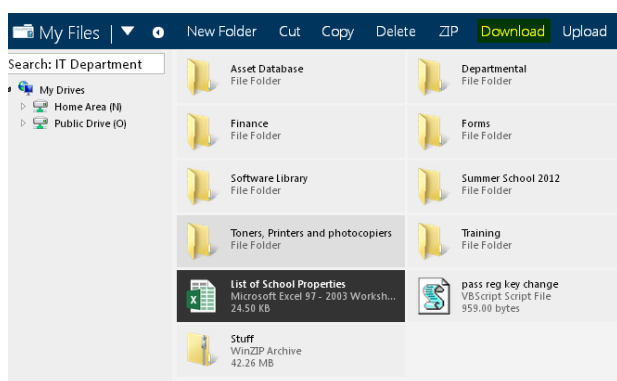 My Files
New Folder Cut Copy Delete ZIP Download Upload
Search: IT Department
My Drives
Home Area (N)
Public Drive (O)
Asset Database
File Folder
Departmental
File Folder
Finance
File Folder
Forms
File Folder
Software Library
File Folder
Summer School 2012
File Folder
Toners, Printers and photocopiers
File Folder
Training
File Folder
List of School Properties
Microsoft Excel 97 - 2003 Worksh...
24.50 KB
pass reg key change
VBScript Script File
959.00 bytes
Stuff
WinZIP Archive
42.26 MB